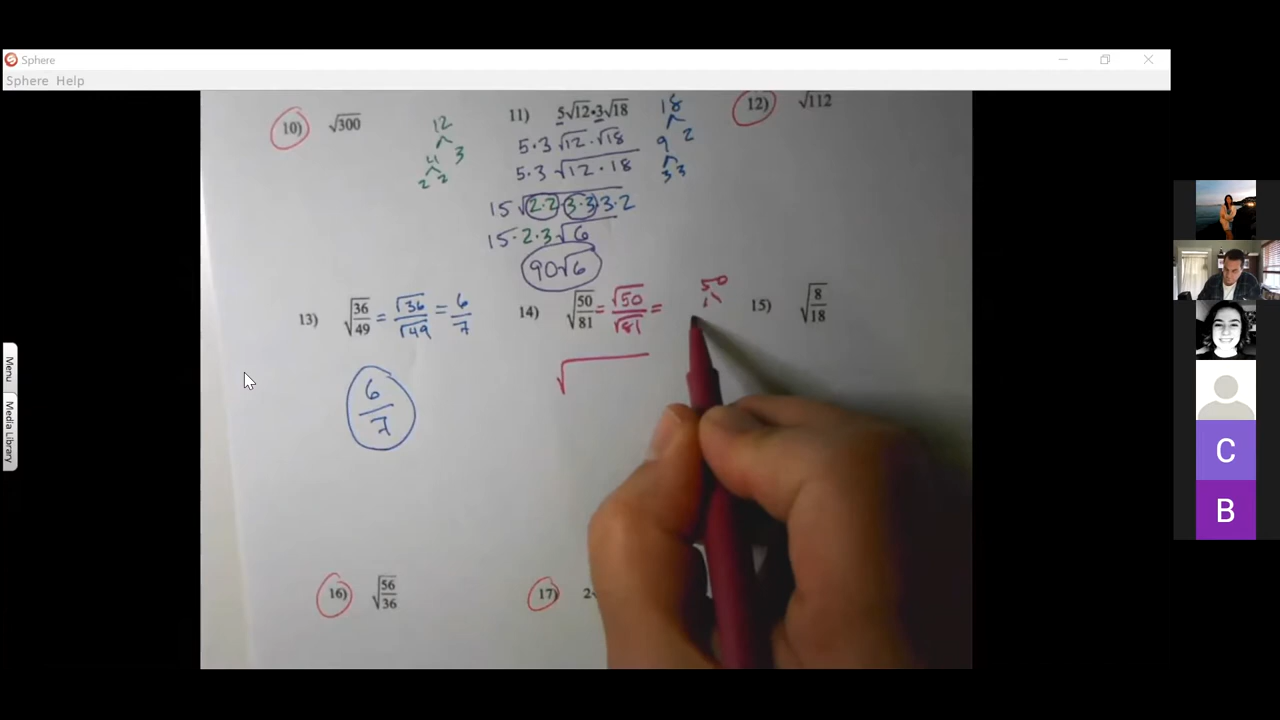 Sphere
Sphere Help
10) √300
12
4 3
2 2
11) 5√12•3√18
5•3 √12 • √18
5•3 √12 • 18
15 √2•2 3•3 3•2
15•2•3 √6
90√6
18
9 2
3 3
12) √112
13) √36/49 = √36/√49 = 6/7
6/7
14) √50/81 = √50/√81 =
√
50
15) √8/18
16) √56/36
17) 2
Menu
Media Library
C
B